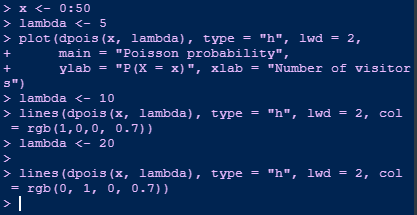 > x <- 0:50
> lambda <- 5
> plot(dpois(x, lambda), type = "h", lwd = 2,
+      main = "Poisson probability",
+      ylab = "P(X = x)", xlab = "Number of visitor
s")
> lambda <- 10
> lines(dpois(x, lambda), type = "h", lwd = 2, col
 = rgb(1,0,0, 0.7))
> lambda <- 20
>
> lines(dpois(x, lambda), type = "h", lwd = 2, col
 = rgb(0, 1, 0, 0.7))
>